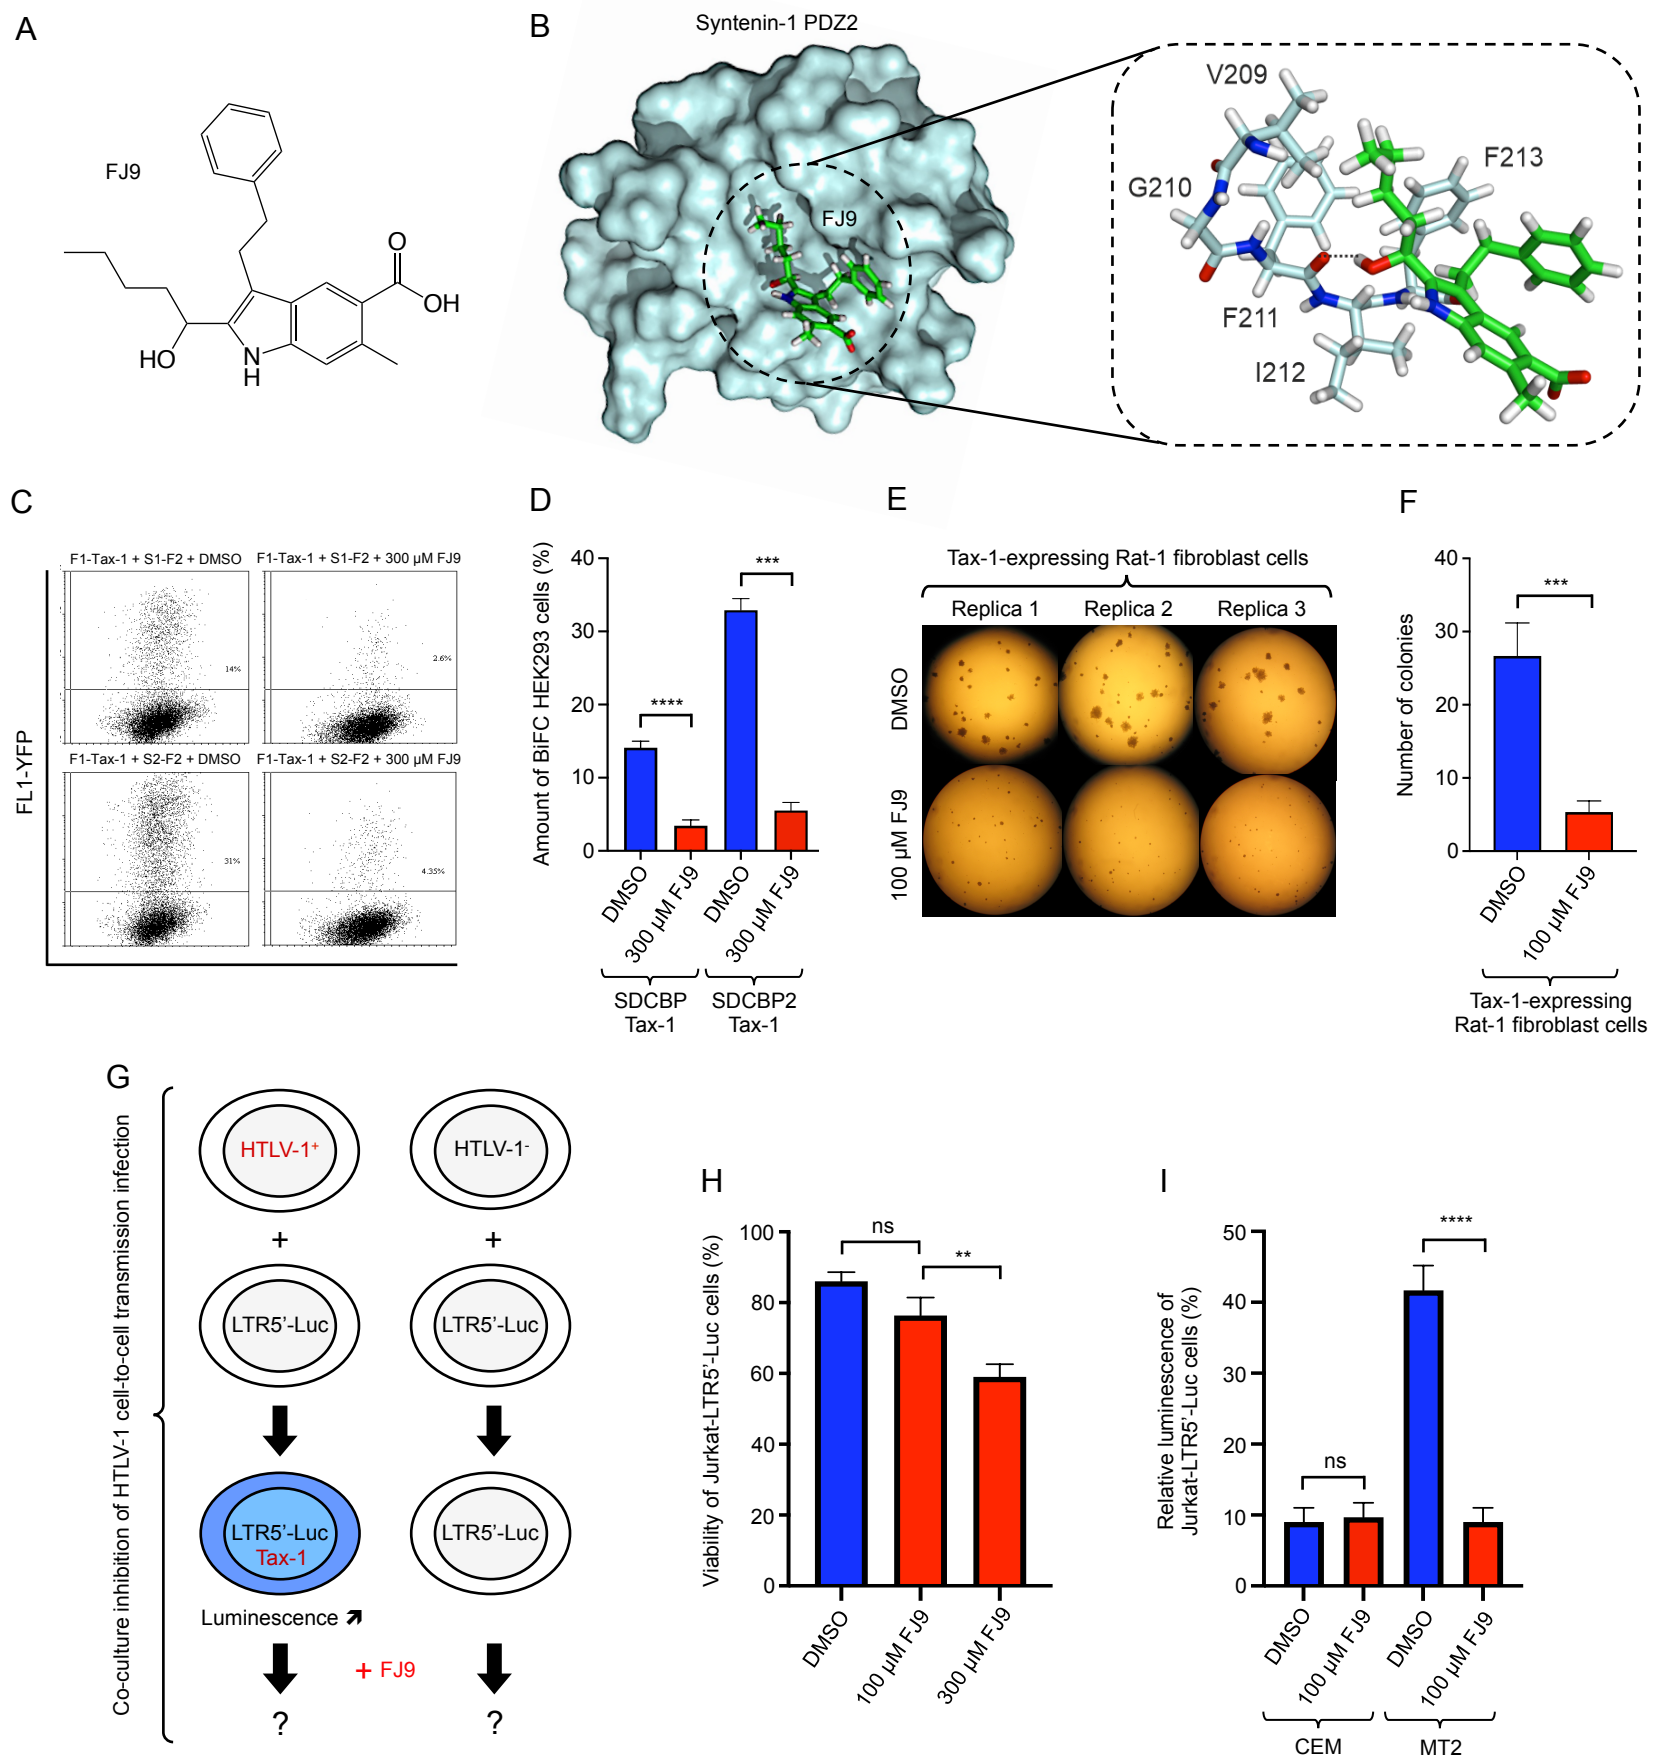 A
FJ9
O
OH
HO
N
H
B
Syntenin-1 PDZ2
FJ9
V209
G210
F213
F211
I212
C
F1-Tax-1 + S1-F2 + DMSO
F1-Tax-1 + S1-F2 + 300 µM FJ9
14%
2.6%
F1-Tax-1 + S2-F2 + DMSO
F1-Tax-1 + S2-F2 + 300 µM FJ9
31%
4.35%
FL1-YFP
D
Amount of BiFC HEK293 cells (%)
40
30
20
10
0
****
***
DMSO
300 µM FJ9
DMSO
300 µM FJ9
SDCBP
Tax-1
SDCBP2
Tax-1
E
Tax-1-expressing Rat-1 fibroblast cells
Replica 1
Replica 2
Replica 3
DMSO
100 µM FJ9
F
Number of colonies
40
30
20
10
0
***
DMSO
100 µM FJ9
Tax-1-expressing
Rat-1 fibroblast cells
G
Co-culture inhibition of HTLV-1 cell-to-cell transmission infection
HTLV-1+
HTLV-1-
+
+
LTR5'-Luc
LTR5'-Luc
LTR5'-Luc
Tax-1
LTR5'-Luc
Luminescence
+ FJ9
?
?
H
Viability of Jurkat-LTR5'-Luc cells (%)
100
80
60
40
20
0
ns
**
DMSO
100 µM FJ9
300 µM FJ9
I
Relative luminescence of
Jurkat-LTR5'-Luc cells (%)
50
40
30
20
10
0
ns
****
DMSO
100 µM FJ9
DMSO
100 µM FJ9
CEM
MT2